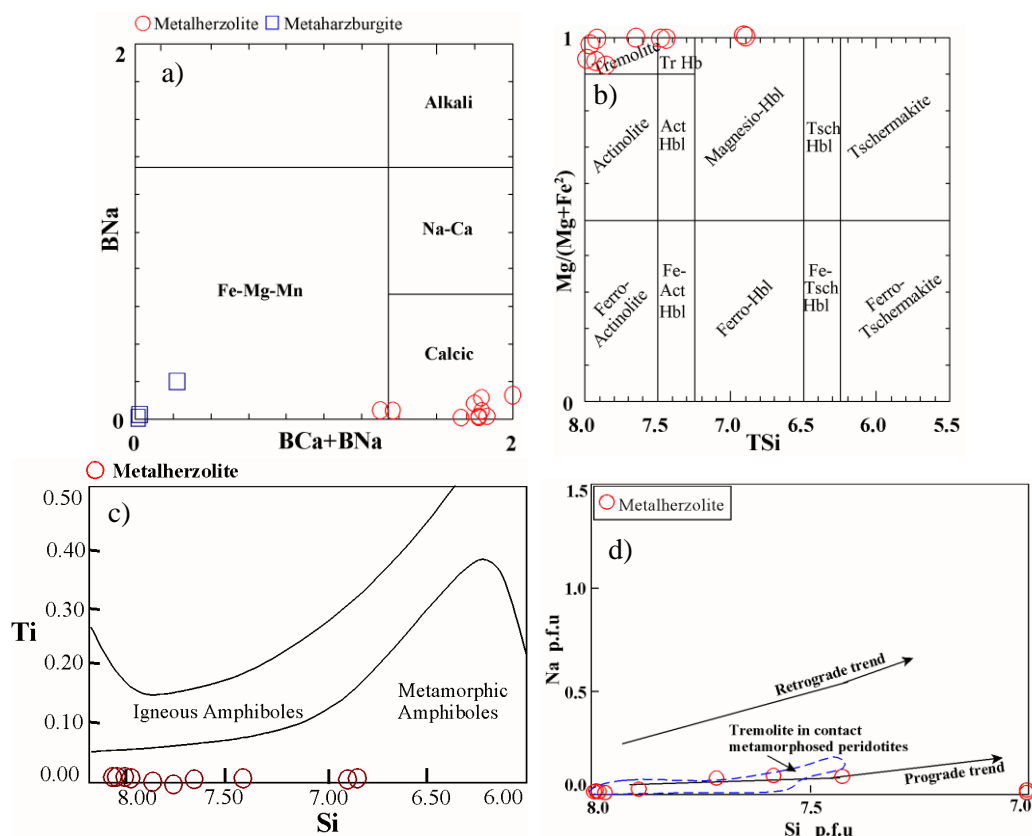 Metalherzolite Metaharzburgite
a)
2
Alkali
BNa
Na-Ca
Fe-Mg-Mn
Calcic
0
0 2
BCa+BNa
b)
1
Tremolite
Tr Hb
Actinolite
Act
Hbl
Magnesio-Hbl
Tsch
Hbl
Tschermakite
Mg/(Mg+Fe²)
Ferro-
Actinolite
Fe-
Act
Hbl
Ferro-Hbl
Fe-
Tsch
Hbl
Ferro-
Tschermakite
0
8.0 7.5 7.0 6.5 6.0 5.5
TSi
Metalherzolite
c)
0.50
0.40
0.30
Ti
0.20
0.10
0.00
Igneous Amphiboles
Metamorphic
Amphiboles
8.00 7.50 7.00 6.50 6.00
Si
Metalherzolite
d)
1.5
1.0
Na p.f.u
0.5
0.0
Retrograde trend
Tremolite in contact
metamorphosed peridotites
Prograde trend
8.0 7.5 7.0
Si p.f.u